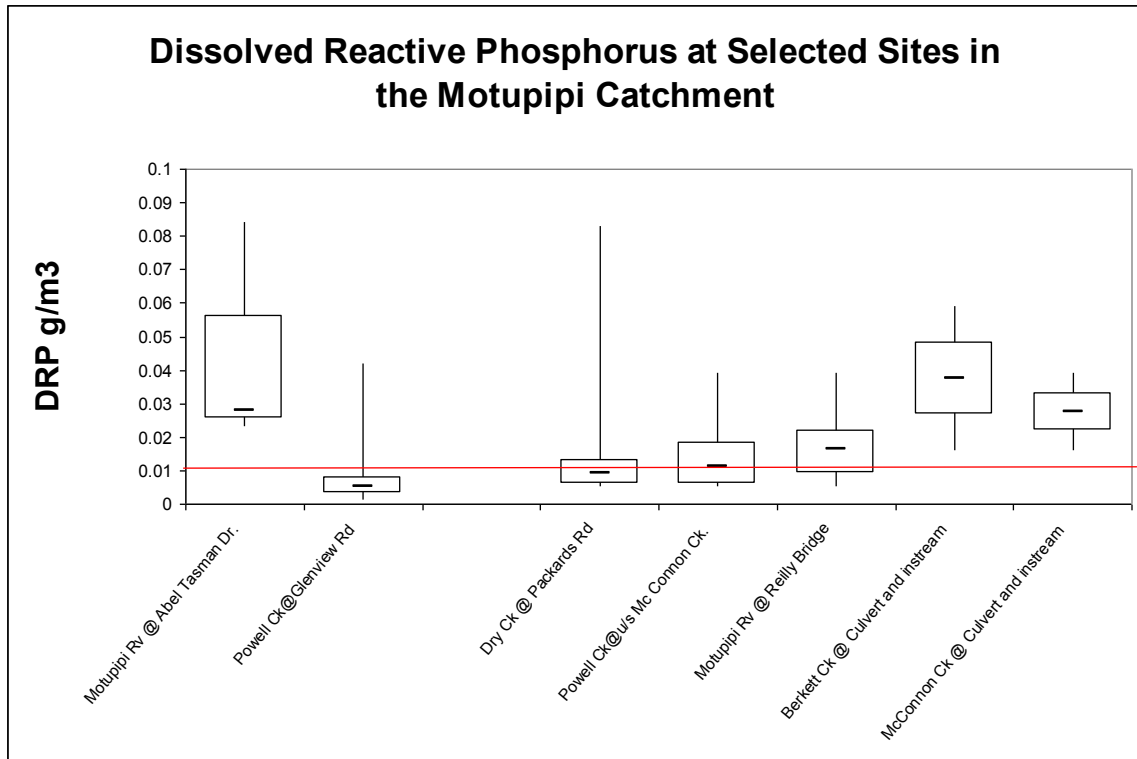 Dissolved Reactive Phosphorus at Selected Sites in
the Motupipi Catchment
DRP g/m3
0.1
0.09
0.08
0.07
0.06
0.05
0.04
0.03
0.02
0.01
0
Motupipi Rv @ Abel Tasman Dr.
Powell Ck@Glenview Rd
Dry Ck @ Packards Rd
Powell Ck@u/s Mc Connon Ck.
Motupipi Rv @ Reilly Bridge
Berkett Ck @ Culvert and instream
McConnon Ck @ Culvert and instream